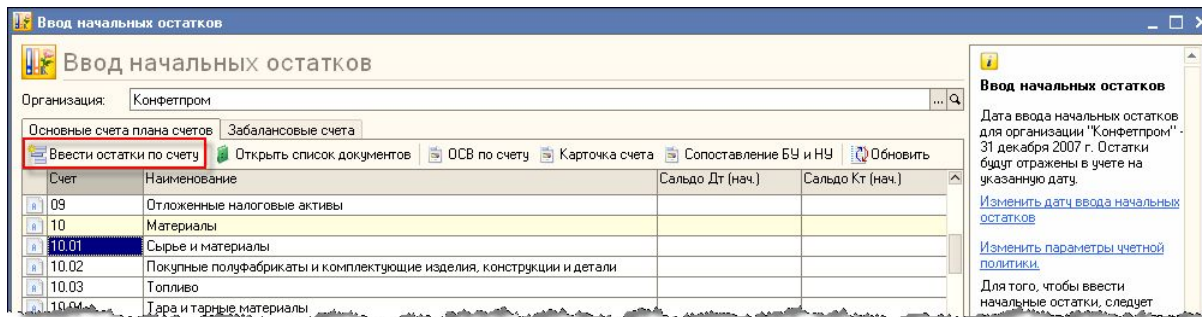 Ввод начальных остатков
Ввод начальных остатков
Организация: Конфетпром ...
Основные счета плана счетов Забалансовые счета
Ввести остатки по счету Открыть список документов ОСВ по счету Карточка счета Сопоставление БУ и НУ Обновить
Счет Наименование Сальдо Дт (нач.) Сальдо Кт (нач.)
09 Отложенные налоговые активы
10 Материалы
10.01 Сырье и материалы
10.02 Покупные полуфабрикаты и комплектующие изделия, конструкции и детали
10.03 Топливо
10.04 Тара и тарные материалы
Ввод начальных остатков
Дата ввода начальных остатков
для организации "Конфетпром" -
31 декабря 2007 г. Остатки
будут отражены в учете на
указанную дату.
Изменить дату ввода начальных
остатков
Изменить параметры учетной
политики.
Для того, чтобы ввести
начальные остатки, следует